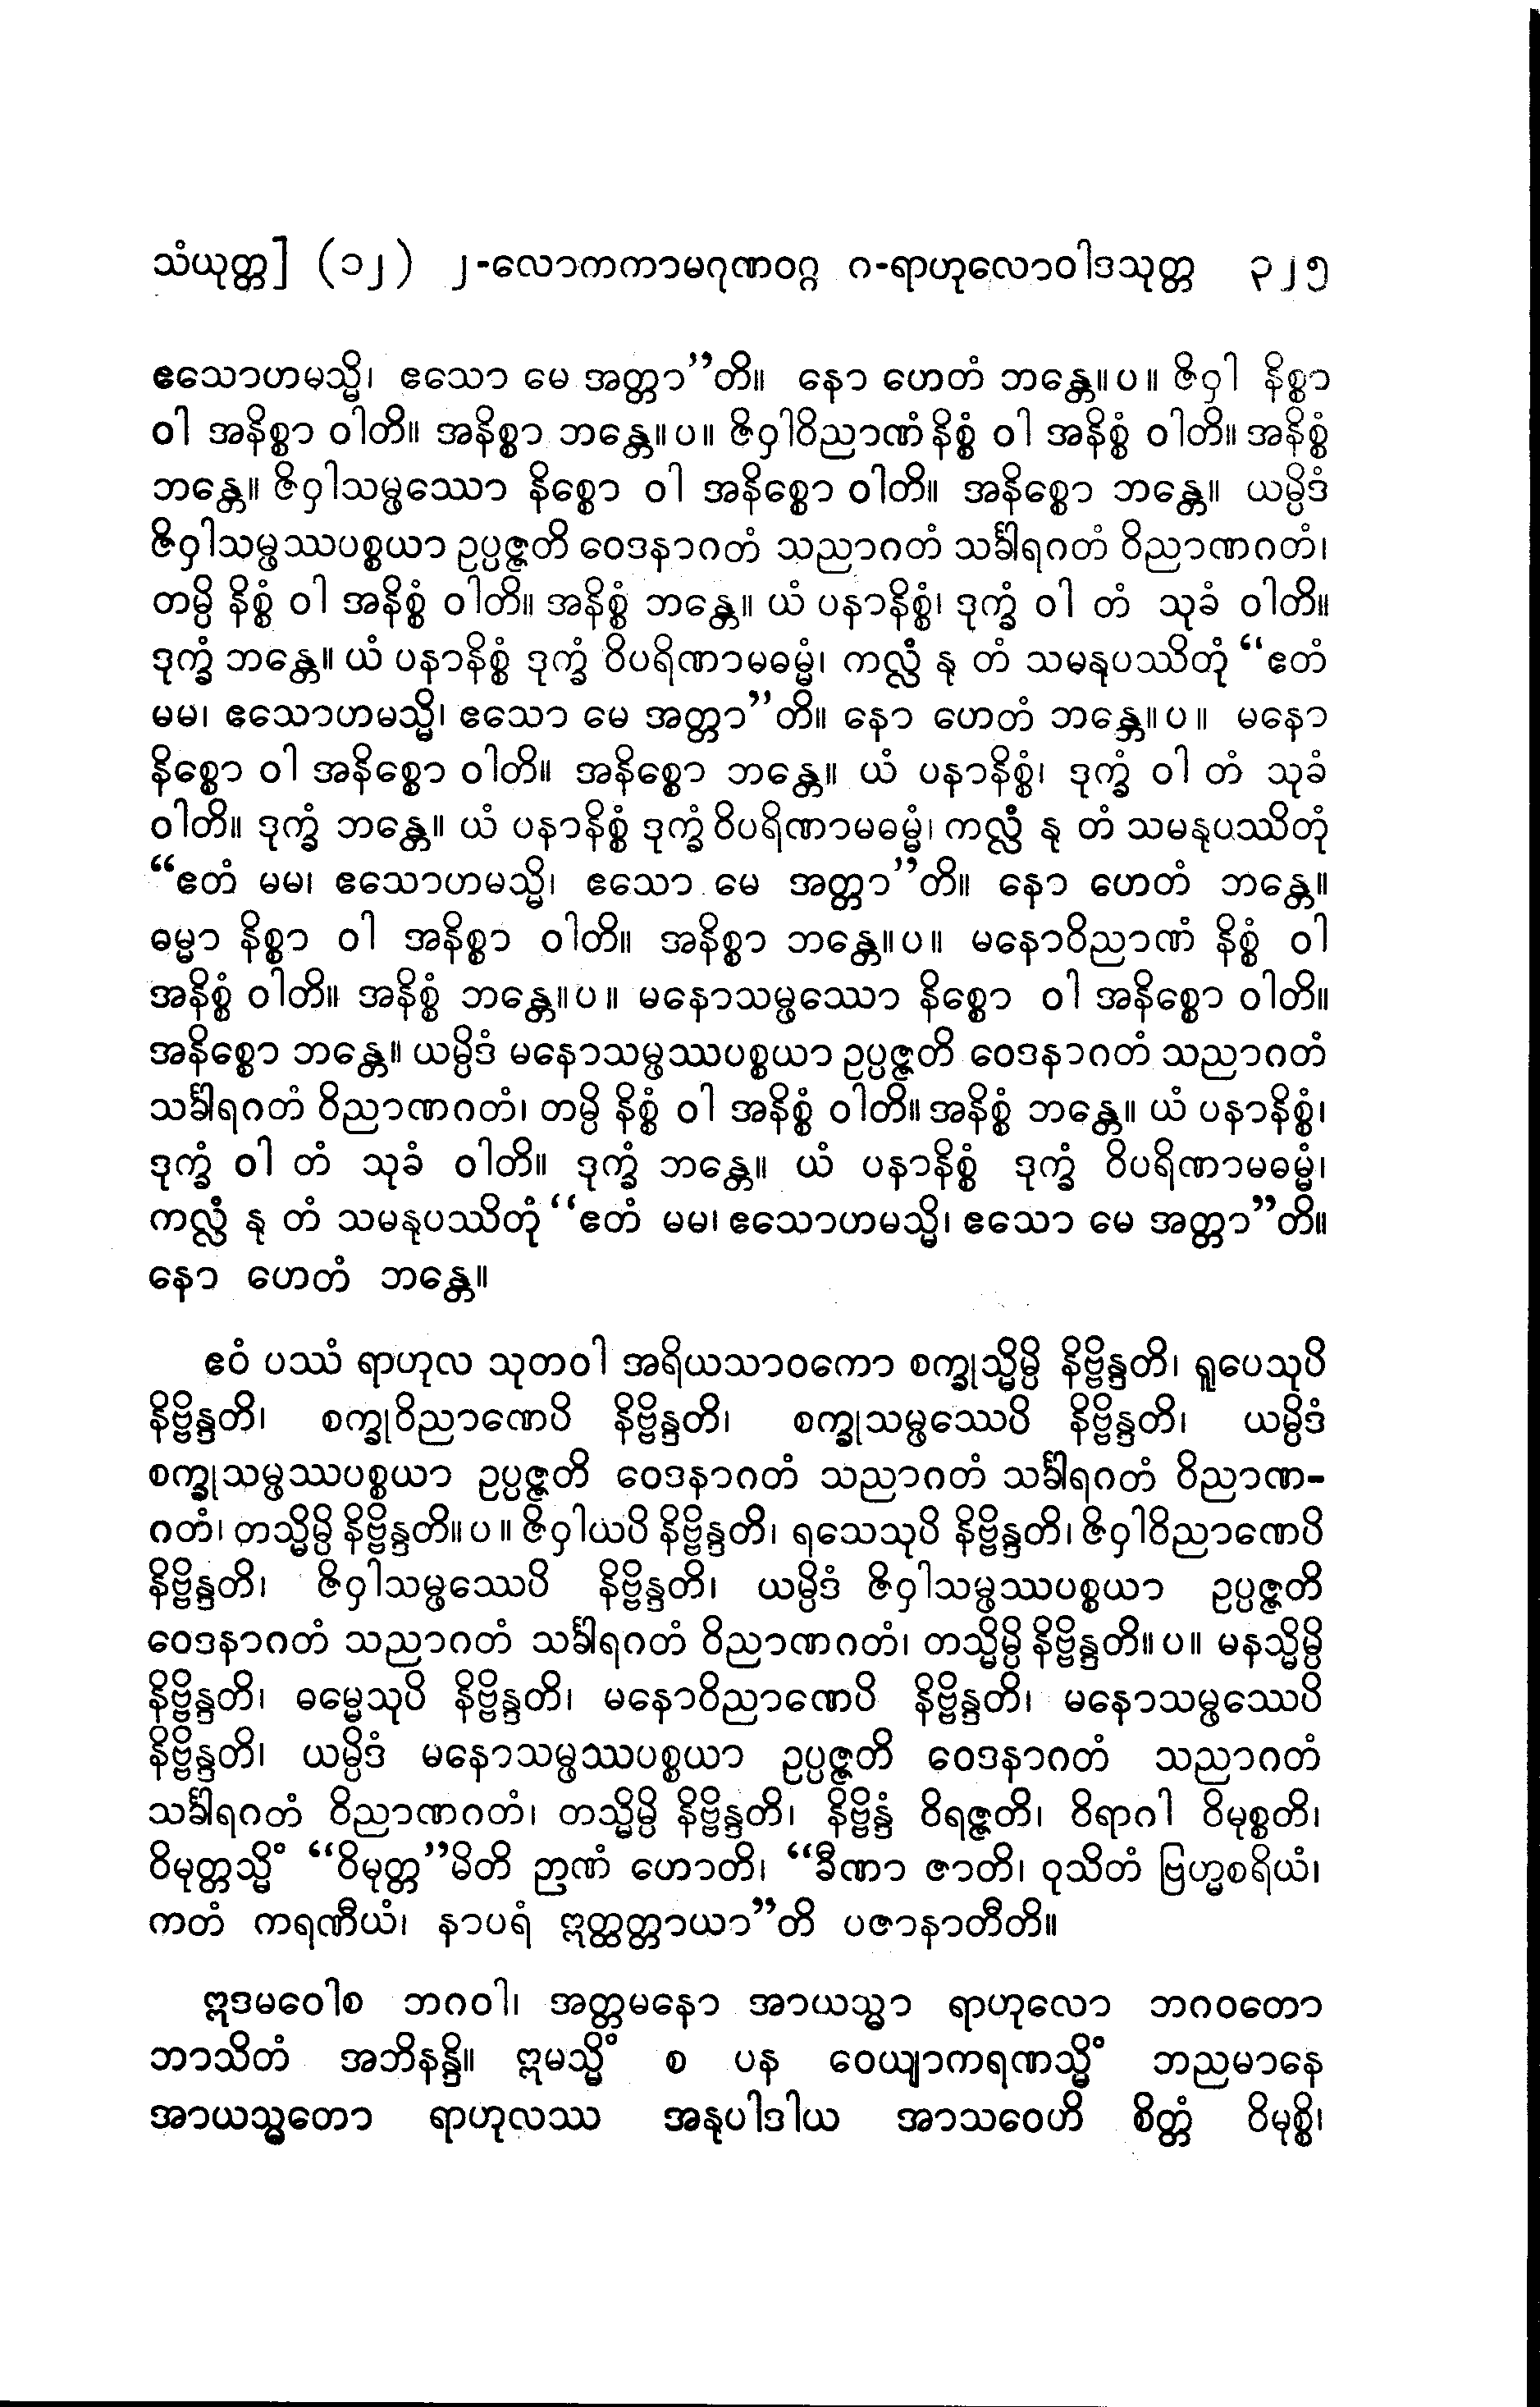 သံယုတ္တ] (၁၂) ၂-လောကကာမဂုဏဝဂ္ဂ ဂ-ရာဟုလောဝါဒသုတ္တ ၃၂၅
ဧသောဟမသ္မိ၊ ဧသော မေ အတ္တာ”တိ။ နော ဟေတံ ဘန္တေ။ပ။ ဇိဝှါ နိစ္စာ
ဝါ အနိစ္စာ ဝါတိ။ အနိစ္စာ ဘန္တေ။ပ။ ဇိဝှါဝိညာဏံ နိစ္စံ ဝါ အနိစ္စံ ဝါတိ။ အနိစ္စံ
ဘန္တေ။ ဇိဝှါသမ္ဖဿော နိစ္စော ဝါ အနိစ္စော ဝါတိ။ အနိစ္စော ဘန္တေ။ ယမ္ပိဒံ
ဇိဝှါသမ္ဖဿပစ္စယာ ဥပ္ပဇ္ဇတိ ဝေဒနာဂတံ သညာဂတံ သင်္ခါရဂတံ ဝိညာဏဂတံ၊
တမ္ပိ နိစ္စံ ဝါ အနိစ္စံ ဝါတိ။ အနိစ္စံ ဘန္တေ။ ယံ ပနာနိစ္စံ၊ ဒုက္ခံ ဝါ တံ သုခံ ဝါတိ။
ဒုက္ခံ ဘန္တေ။ ယံ ပနာနိစ္စံ ဒုက္ခံ ဝိပရိဏာမဓမ္မံ၊ ကလ္လံ နု တံ သမနုပဿိတုံ “ဧတံ
မမ၊ ဧသောဟမသ္မိ၊ ဧသော မေ အတ္တာ”တိ။ နော ဟေတံ ဘန္တေ။ပ။ မနော
နိစ္စော ဝါ အနိစ္စော ဝါတိ။ အနိစ္စော ဘန္တေ။ ယံ ပနာနိစ္စံ၊ ဒုက္ခံ ဝါ တံ သုခံ
ဝါတိ။ ဒုက္ခံ ဘန္တေ။ ယံ ပနာနိစ္စံ ဒုက္ခံ ဝိပရိဏာမဓမ္မံ၊ ကလ္လံ နု တံ သမနုပဿိတုံ
“ဧတံ မမ၊ ဧသောဟမသ္မိ၊ ဧသော မေ အတ္တာ”တိ။ နော ဟေတံ ဘန္တေ။
ဓမ္မာ နိစ္စာ ဝါ အနိစ္စာ ဝါတိ။ အနိစ္စာ ဘန္တေ။ပ။ မနောဝိညာဏံ နိစ္စံ ဝါ
အနိစ္စံ ဝါတိ။ အနိစ္စံ ဘန္တေ။ပ။ မနောသမ္ဖဿော နိစ္စော ဝါ အနိစ္စော ဝါတိ။
အနိစ္စော ဘန္တေ။ ယမ္ပိဒံ မနောသမ္ဖဿပစ္စယာ ဥပ္ပဇ္ဇတိ ဝေဒနာဂတံ သညာဂတံ
သင်္ခါရဂတံ ဝိညာဏဂတံ၊ တမ္ပိ နိစ္စံ ဝါ အနိစ္စံ ဝါတိ။ အနိစ္စံ ဘန္တေ။ ယံ ပနာနိစ္စံ၊
ဒုက္ခံ ဝါ တံ သုခံ ဝါတိ။ ဒုက္ခံ ဘန္တေ။ ယံ ပနာနိစ္စံ ဒုက္ခံ ဝိပရိဏာမဓမ္မံ၊
ကလ္လံ နု တံ သမနုပဿိတုံ “ဧတံ မမ၊ ဧသောဟမသ္မိ၊ ဧသော မေ အတ္တာ”တိ။
နော ဟေတံ ဘန္တေ။
ဧဝံ ပဿံ ရာဟုလ သုတဝါ အရိယသာဝကော စက္ခုသ္မိမ္ပိ နိဗ္ဗိန္ဒတိ၊ ရူပေသုပိ
နိဗ္ဗိန္ဒတိ၊ စက္ခုဝိညာဏေပိ နိဗ္ဗိန္ဒတိ၊ စက္ခုသမ္ဖဿေပိ နိဗ္ဗိန္ဒတိ၊ ယမ္ပိဒံ
စက္ခုသမ္ဖဿပစ္စယာ ဥပ္ပဇ္ဇတိ ဝေဒနာဂတံ သညာဂတံ သင်္ခါရဂတံ ဝိညာဏ-
ဂတံ၊ တသ္မိမ္ပိ နိဗ္ဗိန္ဒတိ။ပ။ ဇိဝှါယပိ နိဗ္ဗိန္ဒတိ၊ ရသေသုပိ နိဗ္ဗိန္ဒတိ၊ ဇိဝှါဝိညာဏေပိ
နိဗ္ဗိန္ဒတိ၊ ဇိဝှါသမ္ဖဿေပိ နိဗ္ဗိန္ဒတိ၊ ယမ္ပိဒံ ဇိဝှါသမ္ဖဿပစ္စယာ ဥပ္ပဇ္ဇတိ
ဝေဒနာဂတံ သညာဂတံ သင်္ခါရဂတံ ဝိညာဏဂတံ၊ တသ္မိမ္ပိ နိဗ္ဗိန္ဒတိ။ပ။ မနသ္မိမ္ပိ
နိဗ္ဗိန္ဒတိ၊ ဓမ္မေသုပိ နိဗ္ဗိန္ဒတိ၊ မနောဝိညာဏေပိ နိဗ္ဗိန္ဒတိ၊ မနောသမ္ဖဿေပိ
နိဗ္ဗိန္ဒတိ၊ ယမ္ပိဒံ မနောသမ္ဖဿပစ္စယာ ဥပ္ပဇ္ဇတိ ဝေဒနာဂတံ သညာဂတံ
သင်္ခါရဂတံ ဝိညာဏဂတံ၊ တသ္မိမ္ပိ နိဗ္ဗိန္ဒတိ၊ နိဗ္ဗိန္ဒံ ဝိရဇ္ဇတိ၊ ဝိရာဂါ ဝိမုစ္စတိ၊
ဝိမုတ္တသ္မိံ “ဝိမုတ္တ”မိတိ ဉာဏံ ဟောတိ၊ “ခီဏာ ဇာတိ၊ ဝုသိတံ ဗြဟ္မစရိယံ၊
ကတံ ကရဏီယံ၊ နာပရံ ဣတ္ထတ္တာယာ”တိ ပဇာနာတီတိ။
ဣဒမဝေါစ ဘဂဝါ၊ အတ္တမနော အာယသ္မာ ရာဟုလော ဘဂဝတော
ဘာသိတံ အဘိနန္ဒိ။ ဣမသ္မိံ စ ပန ဝေယျာကရဏသ္မိံ ဘညမာနေ
အာယသ္မတော ရာဟုလဿ အနုပါဒါယ အာသဝေဟိ စိတ္တံ ဝိမုစ္စိ၊